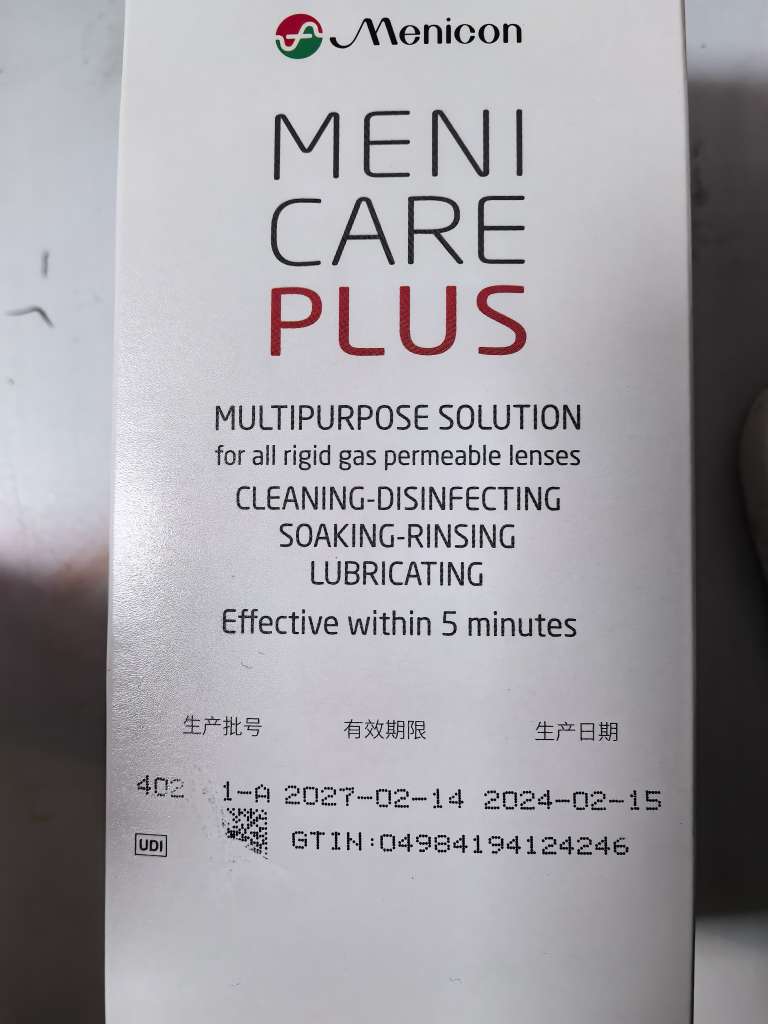 Menicon
MENI
CARE
PLUS
MULTIPURPOSE SOLUTION
for all rigid gas permeable lenses
CLEANING-DISINFECTING
SOAKING-RINSING
LUBRICATING
Effective within 5 minutes
生产批号 有效期限 生产日期
1-A 2027-02-14 2024-02-15
UDI GTIN:04984194124246